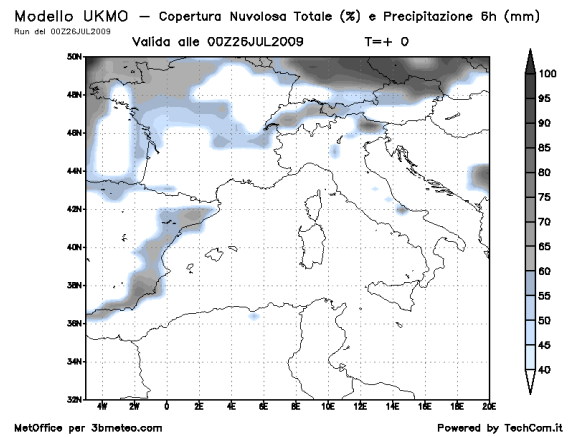 Modello UKMO – Copertura Nuvolosa Totale (%) e Precipitazione 6h (mm)
Run del 00Z26JUL2009
Valida alle 00Z26JUL2009 T=+ 0
50N
48N
46N
44N
42N
40N
38N
36N
34N
32N
4W 2W 0 2E 4E 6E 8E 10E 12E 14E 16E 18E 20E
100
95
90
85
80
75
70
65
60
55
50
45
40
MetOffice per 3bmeteo.com Powered by TechCom.it